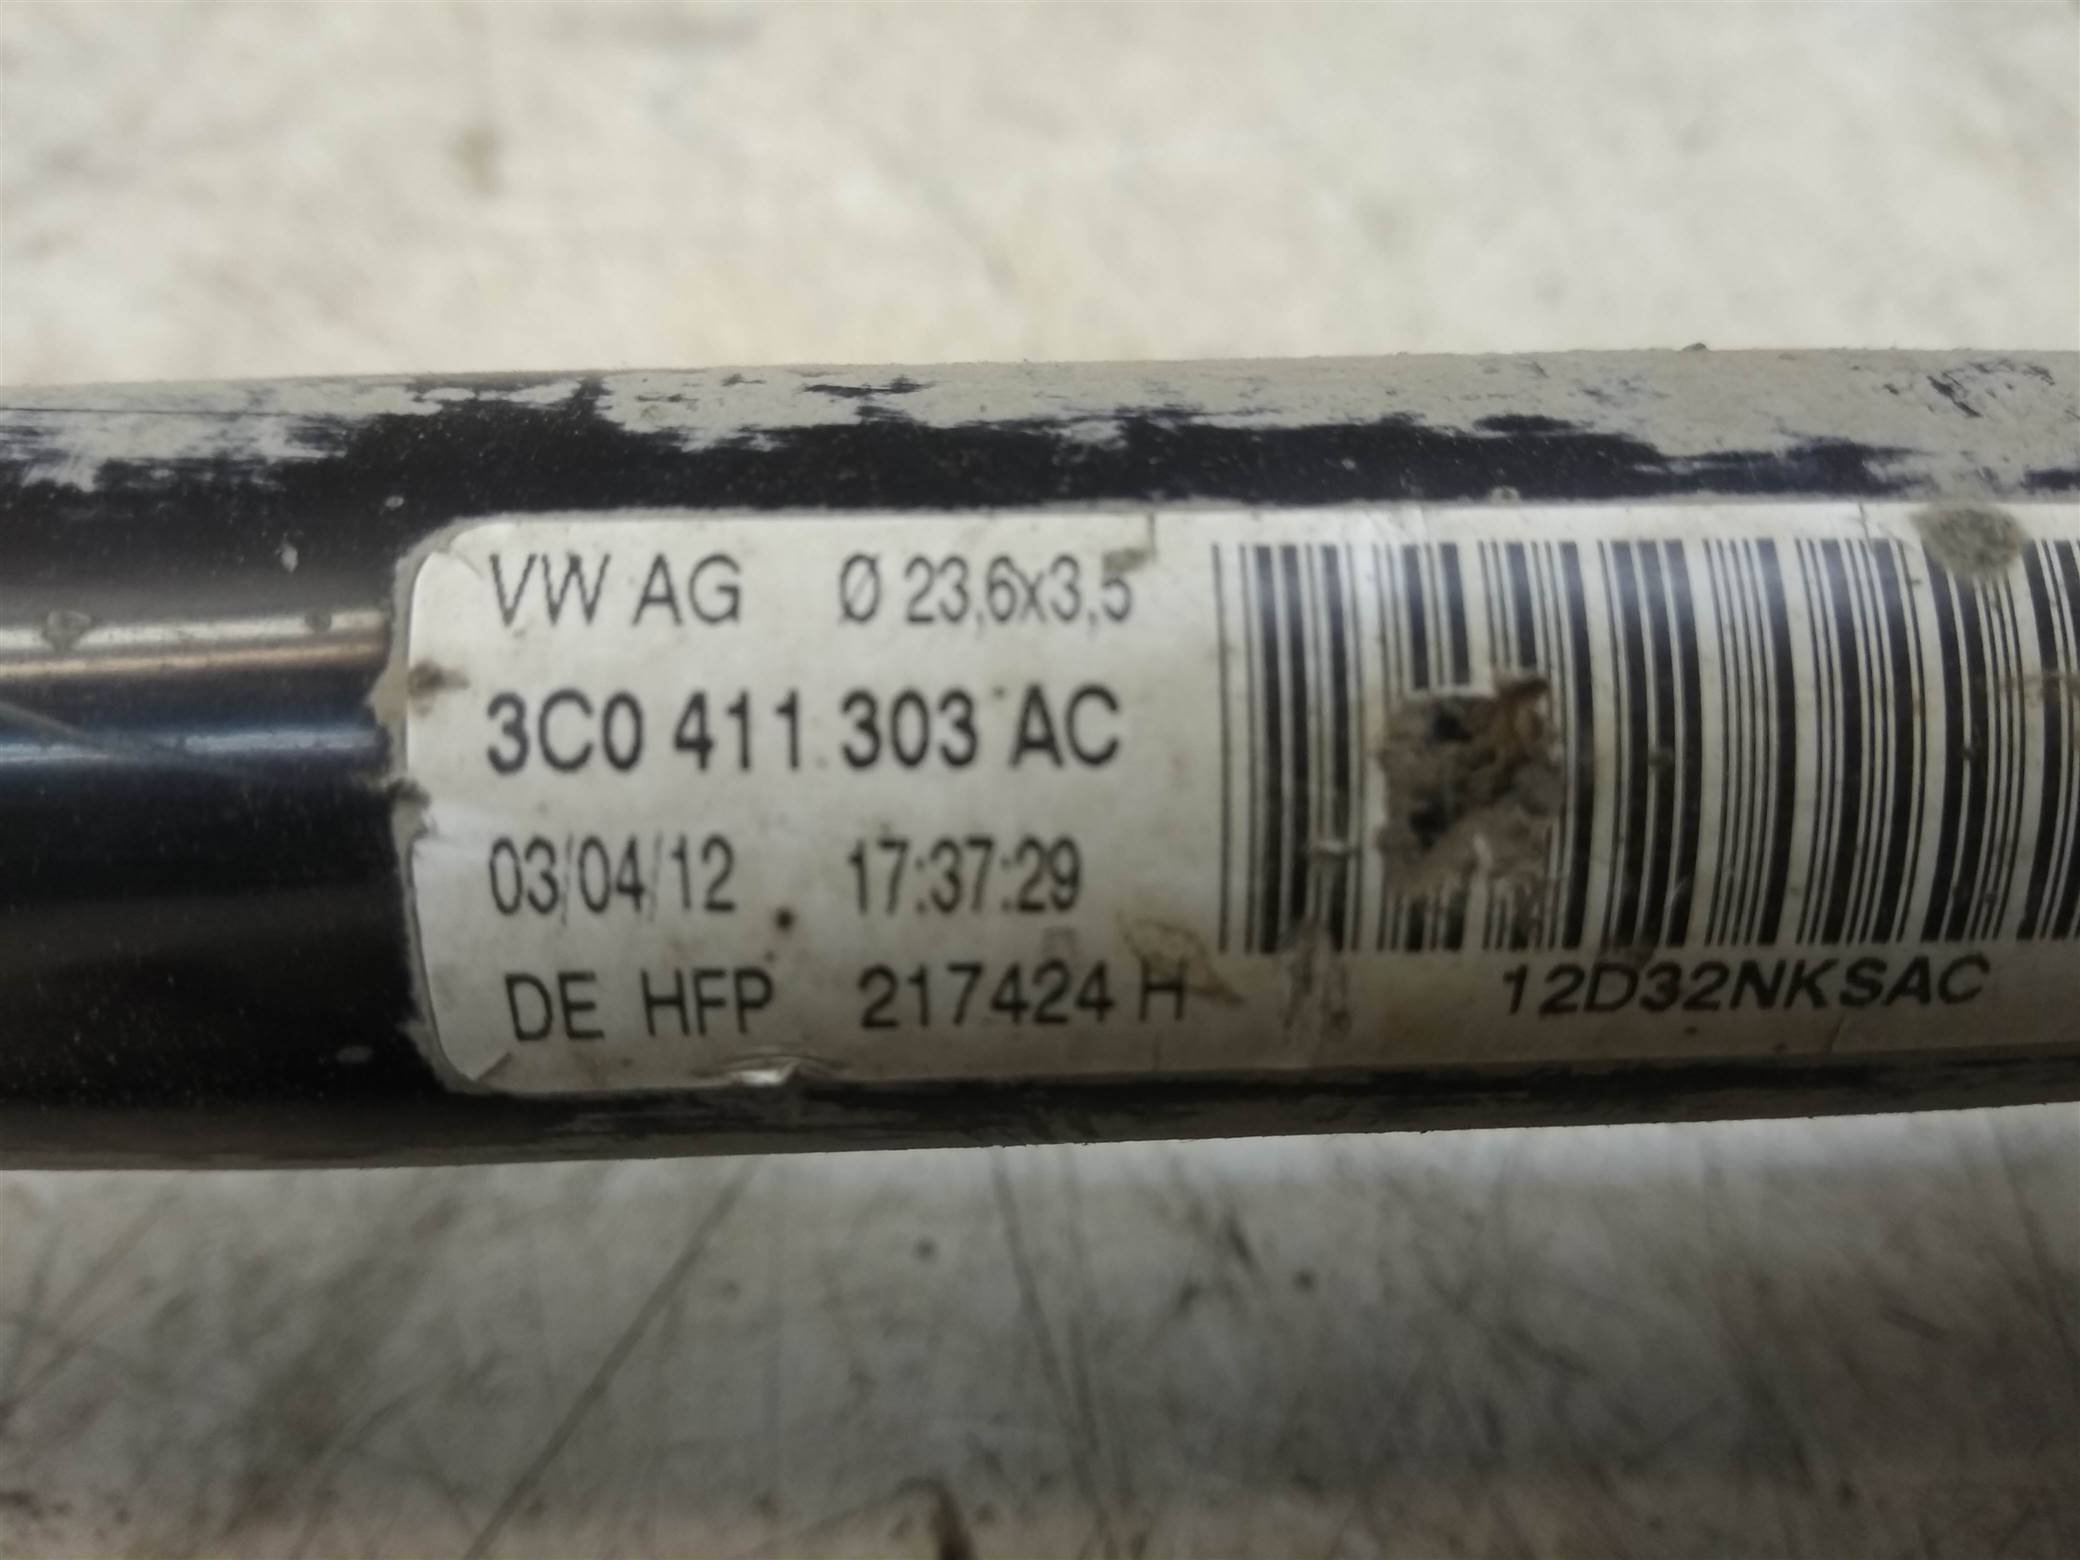 VW AG Ø 23,6x3,5
3C0 411 303 AC
03/04/12 17:37:29
DE HFP 217424 H
12D32NKSAC